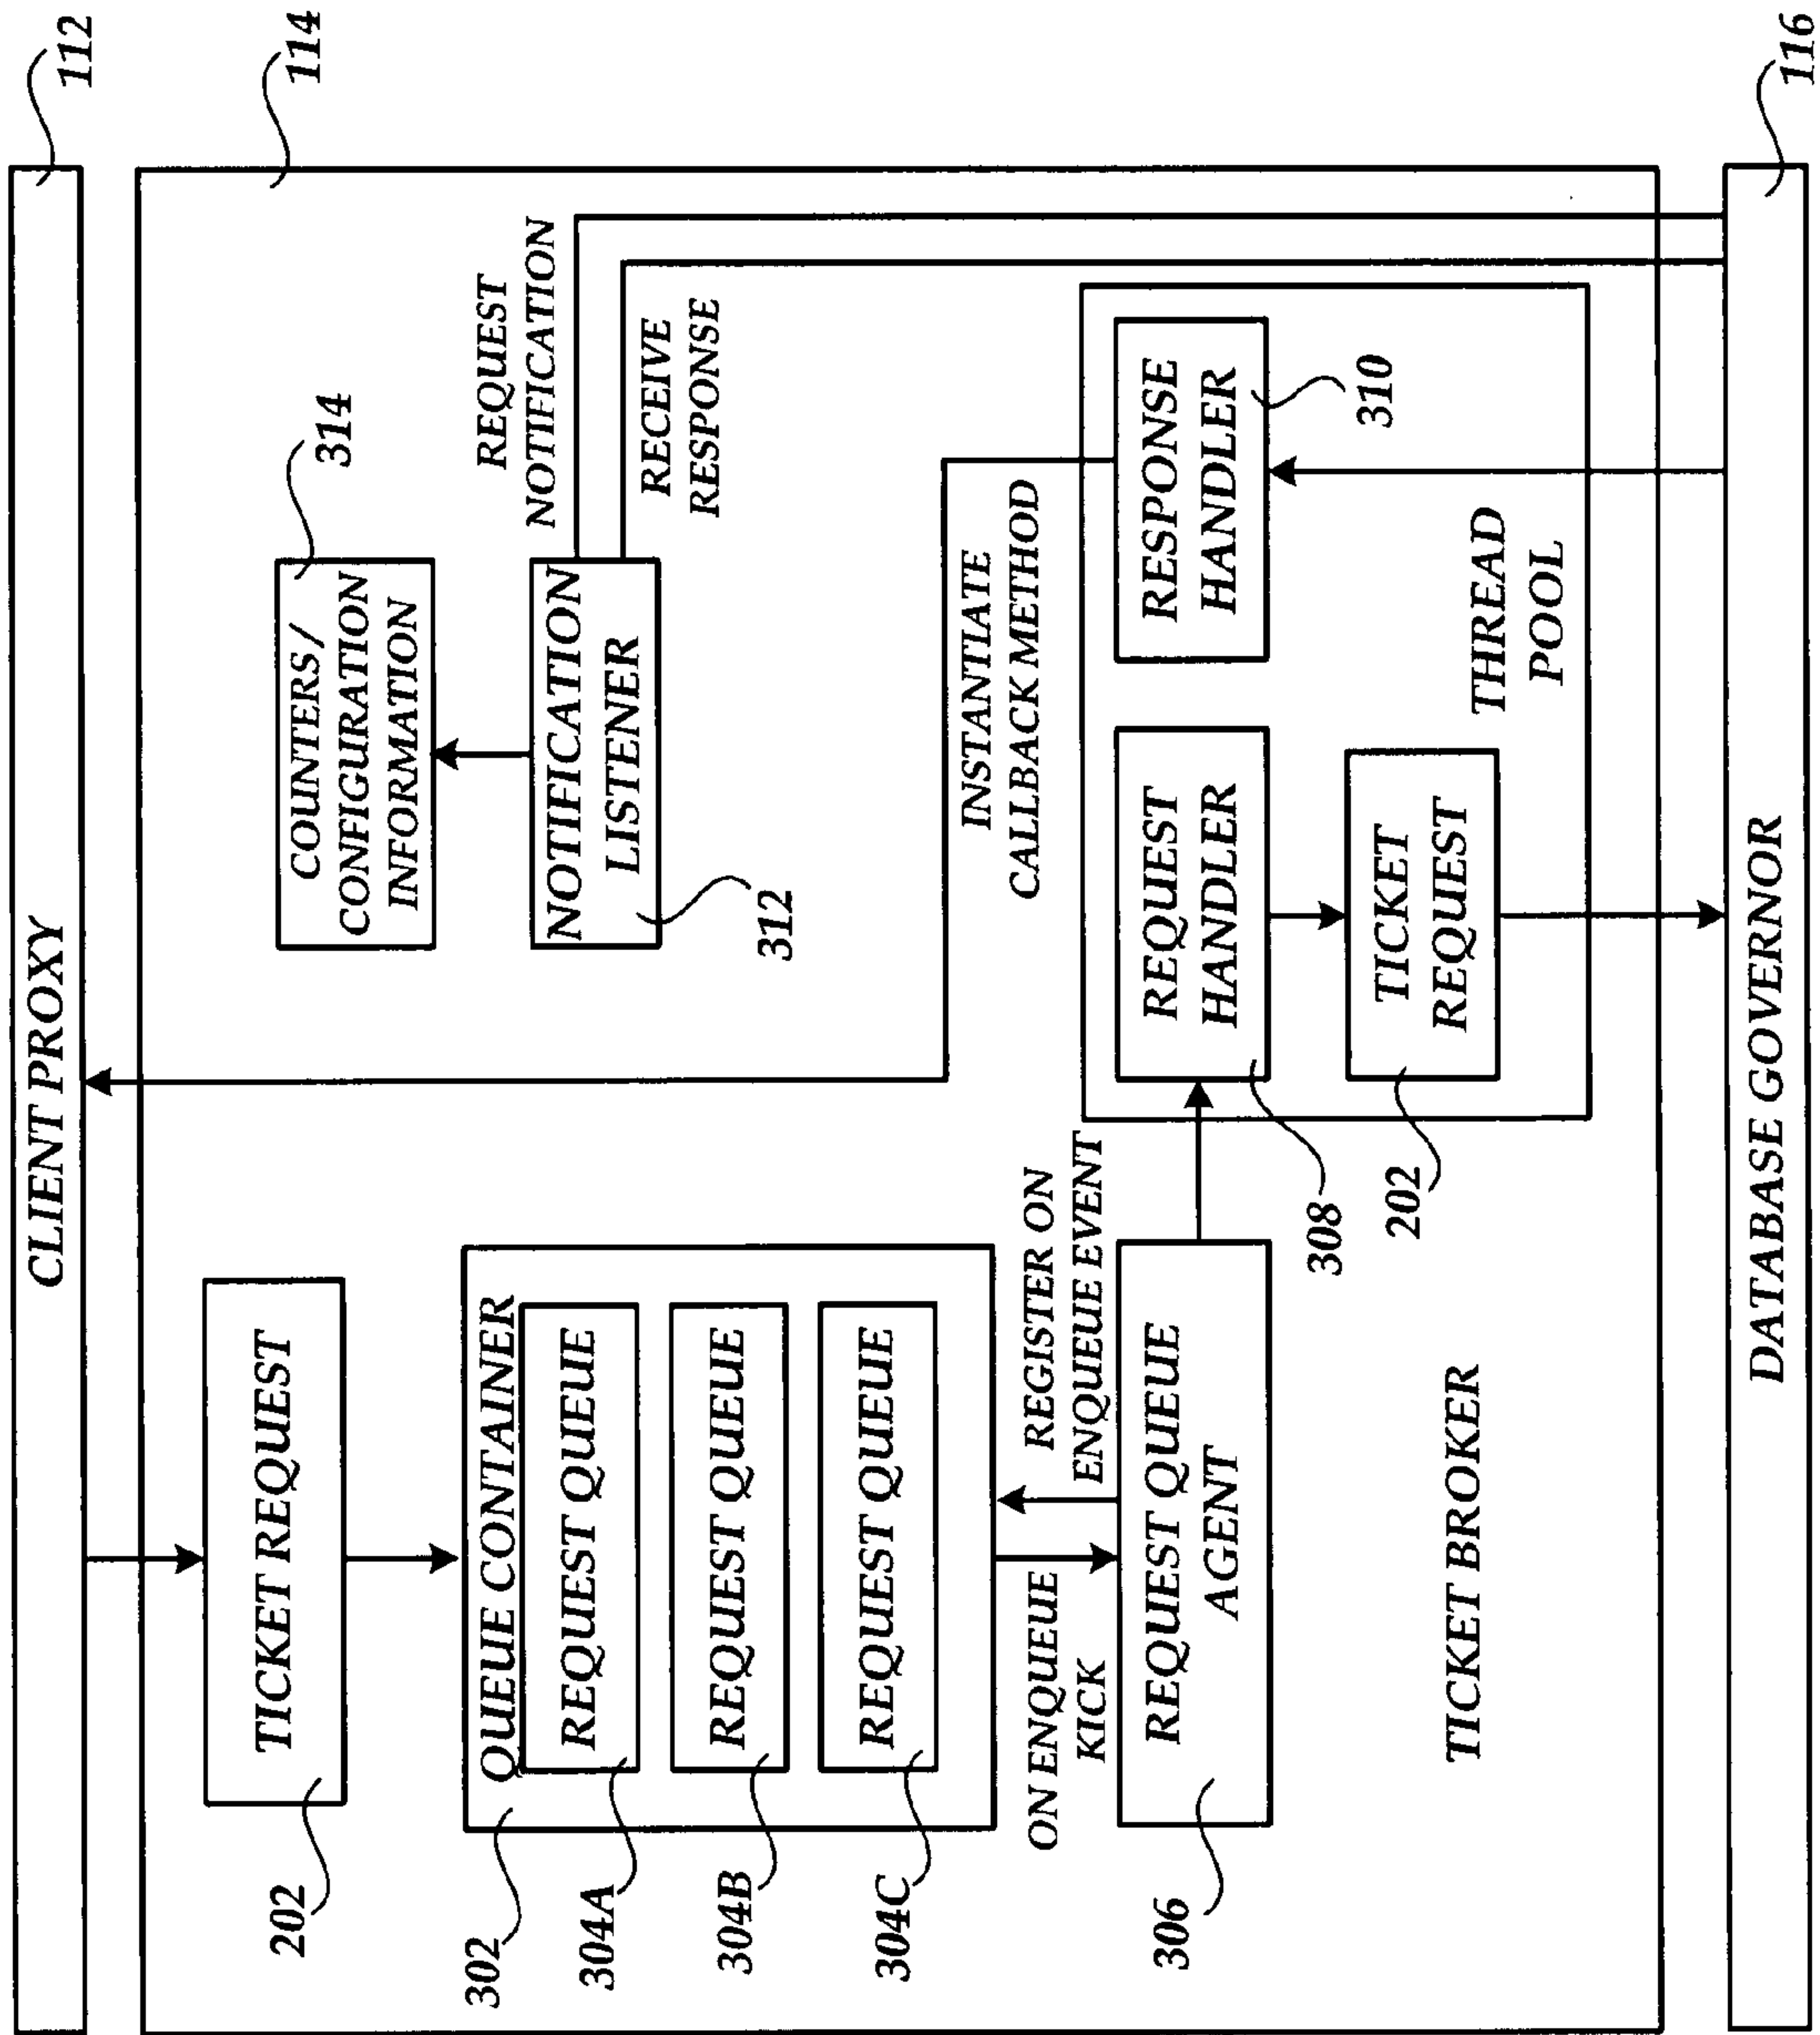 CLIENT PROXY
112
114
TICKET REQUEST
202
QUEUE CONTAINER
302
REQUEST QUEUE
304A
REQUEST QUEUE
304B
REQUEST QUEUE
304C
ON ENQUEUE
KICK
REGISTER ON
ENQUEUE EVENT
REQUEST QUEUE
AGENT
306
TICKET BROKER
COUNTERS/
CONFIGURATION
INFORMATION
314
NOTIFICATION
LISTENER
312
REQUEST
NOTIFICATION
RECEIVE
RESPONSE
INSTANTIATE
CALLBACK METHOD
REQUEST
HANDLER
308
TICKET
REQUEST
202
RESPONSE
HANDLER
310
THREAD
POOL
DATABASE GOVERNOR
116